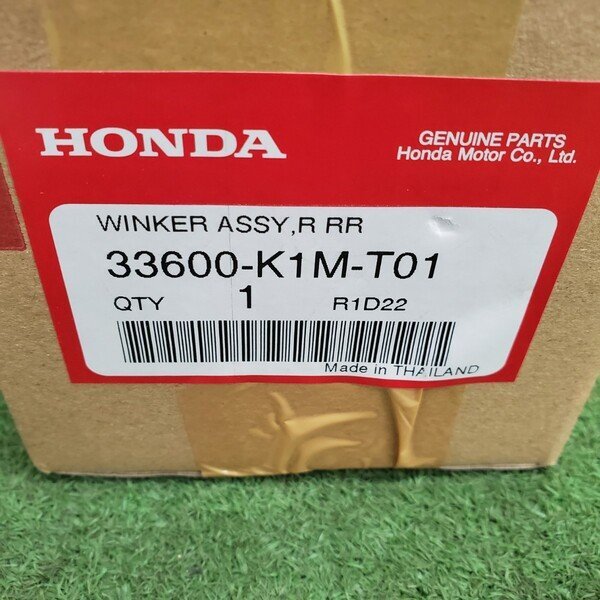 HONDA
GENUINE PARTS
Honda Motor Co., Ltd.
WINKER ASSY,R RR
33600-K1M-T01
QTY 1 R1D22
Made in THAILAND